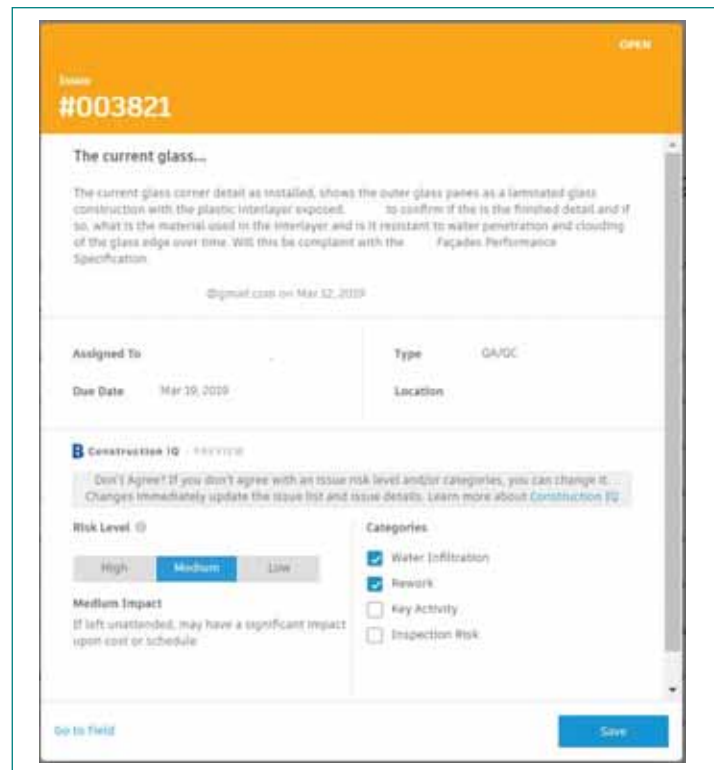 OPEN
Issue
#003821
The current glass...
The current glass corner detail as installed, shows the outer glass panes as a laminated glass
construction with the plastic interlayer exposed. to confirm if the is the finished detail and if
so, what is the material used in the interlayer and is it resistant to water penetration and clouding
of the glass edge over time. Will this be complaint with the Façades Performance
Specification
@gmail.com on Mar 12, 2019
Assigned To
Type QA/QC
Due Date Mar 19, 2019
Location
B Construction IQ PREVIEW
Don't Agree? If you don't agree with an issue risk level and/or categories, you can change it.
Changes immediately update the issue list and issue details. Learn more about Construction IQ
Risk Level
Categories
High Medium Low
Water Infiltration
Rework
Medium Impact
Key Activity
If left unattended, may have a significant impact
upon cost or schedule
Inspection Risk
Go to Field
Save